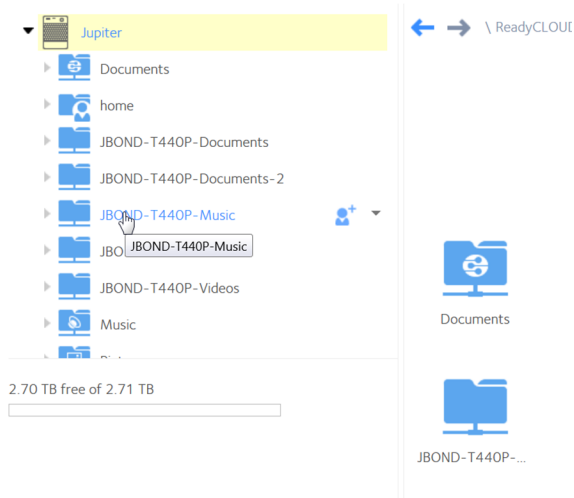 Jupiter
\ ReadyCLOUD
Documents
home
JBOND-T440P-Documents
JBOND-T440P-Documents-2
JBOND-T440P-Music
JBOND-T440P-Music
JBO
JBOND-T440P-Videos
Music
2.70 TB free of 2.71 TB
Documents
JBOND-T440P-...